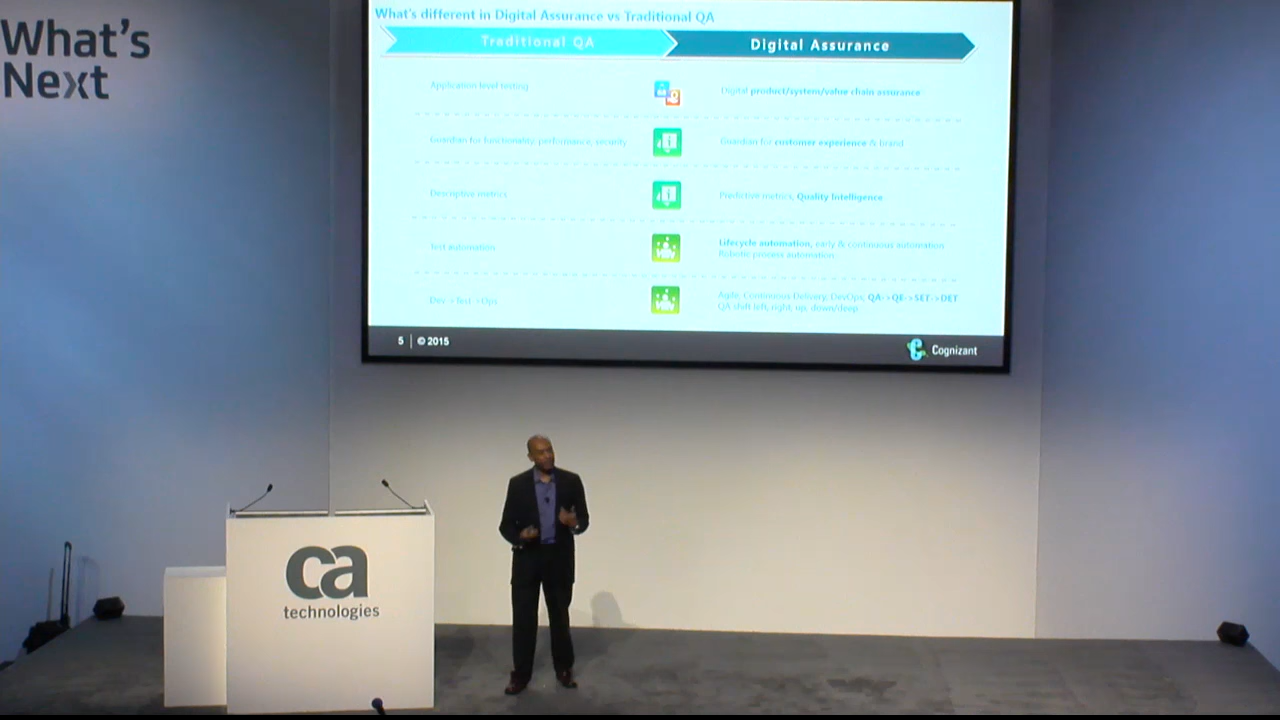 What's
Next
What's different in Digital Assurance vs Traditional QA
Traditional QA
Digital Assurance
Application level testing
Digital product/system/value chain assurance
Guardian for functionality, performance, security
Guardian for customer experience & brand
Descriptive metrics
Predictive metrics, Quality Intelligence
Test automation
Lifecycle automation, early & continuous automation
Robotic process automation
Dev->Test->Ops
Agile, Continuous Delivery, DevOps, QA->QE->SET->DET
QA shift left, right, up, down/deep
5 | © 2015
Cognizant
ca
technologies